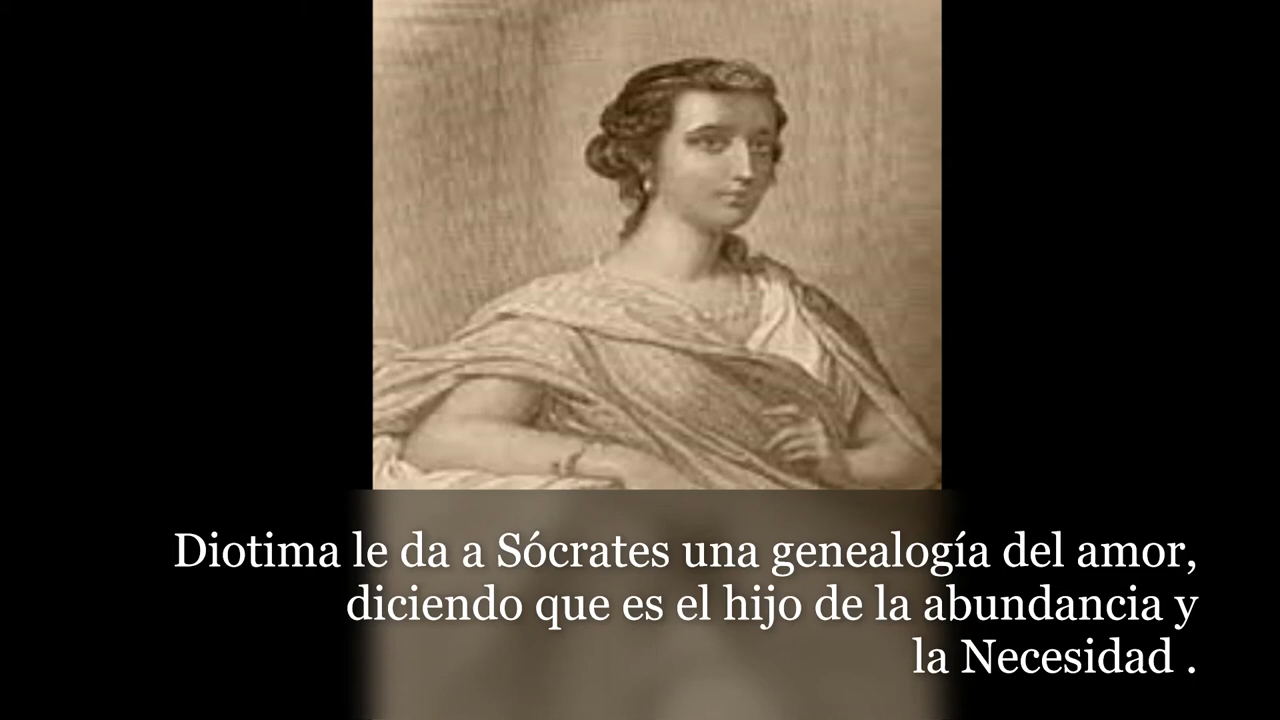 Diotima le da a Sócrates una genealogía del amor,
diciendo que es el hijo de la abundancia y
la Necesidad .